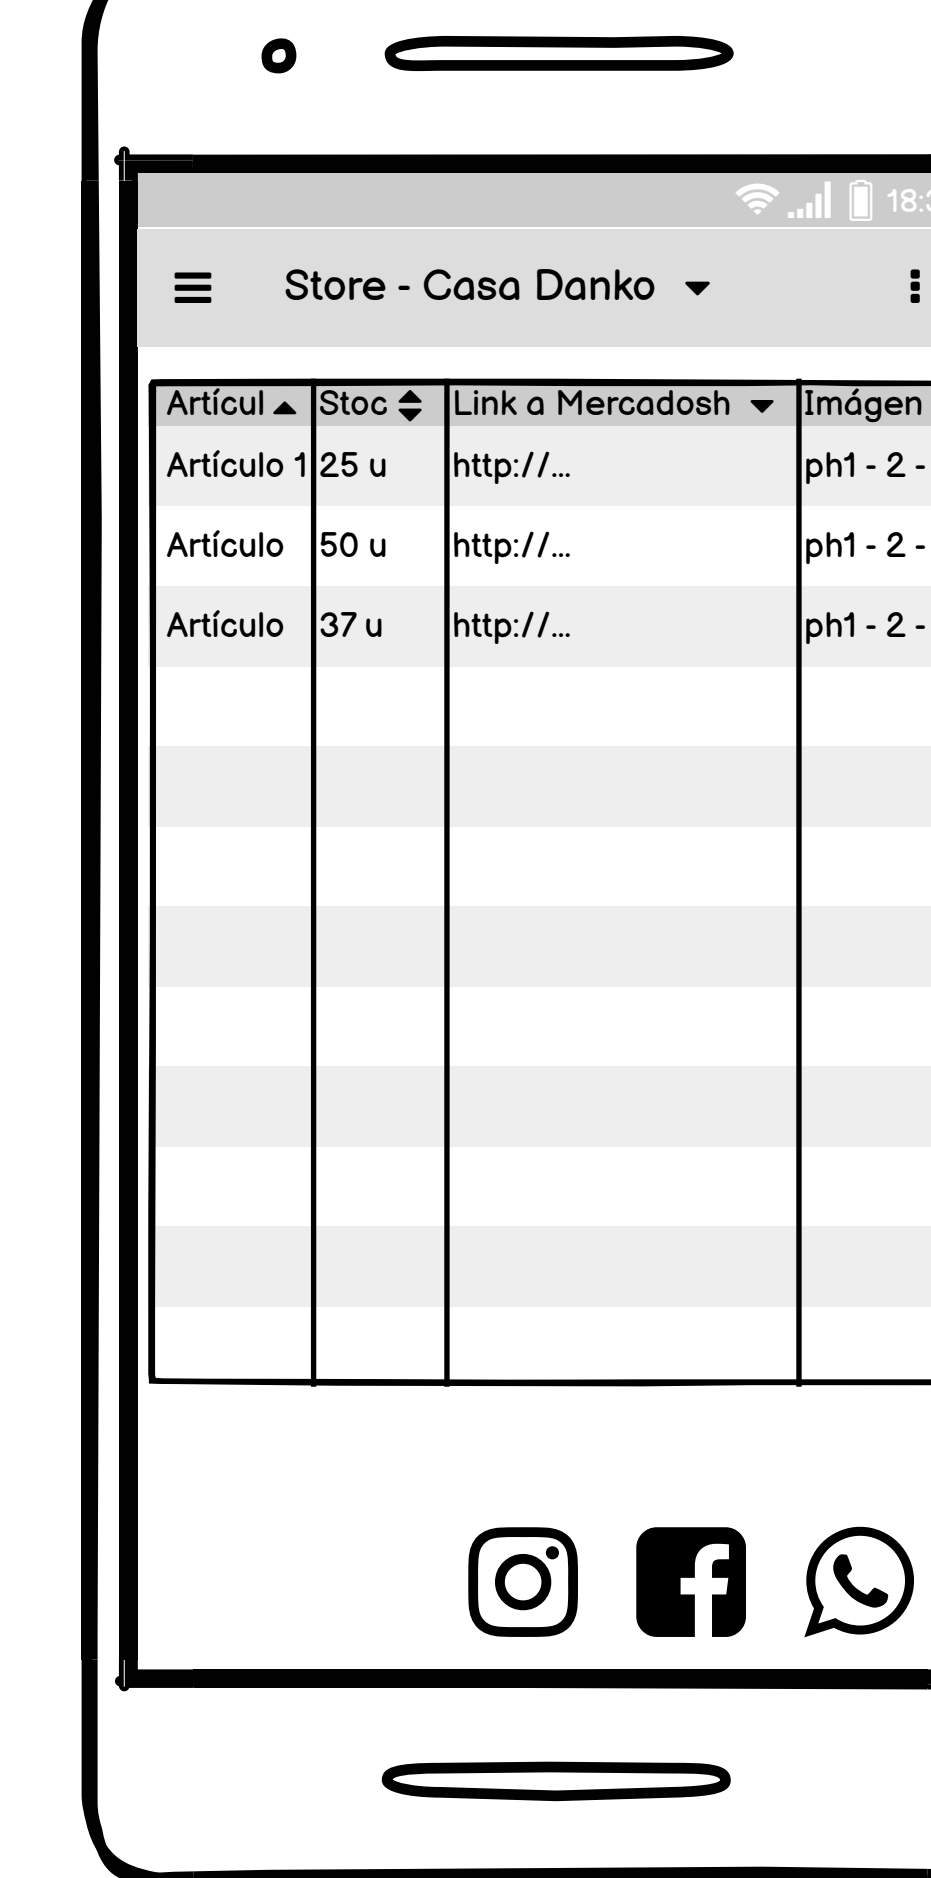 18:3
Store - Casa Danko
Artícul Stoc Link a Mercadosh Imágen
Artículo 1 25 u http://... ph1 - 2 -
Artículo 50 u http://... ph1 - 2 -
Artículo 37 u http://... ph1 - 2 -